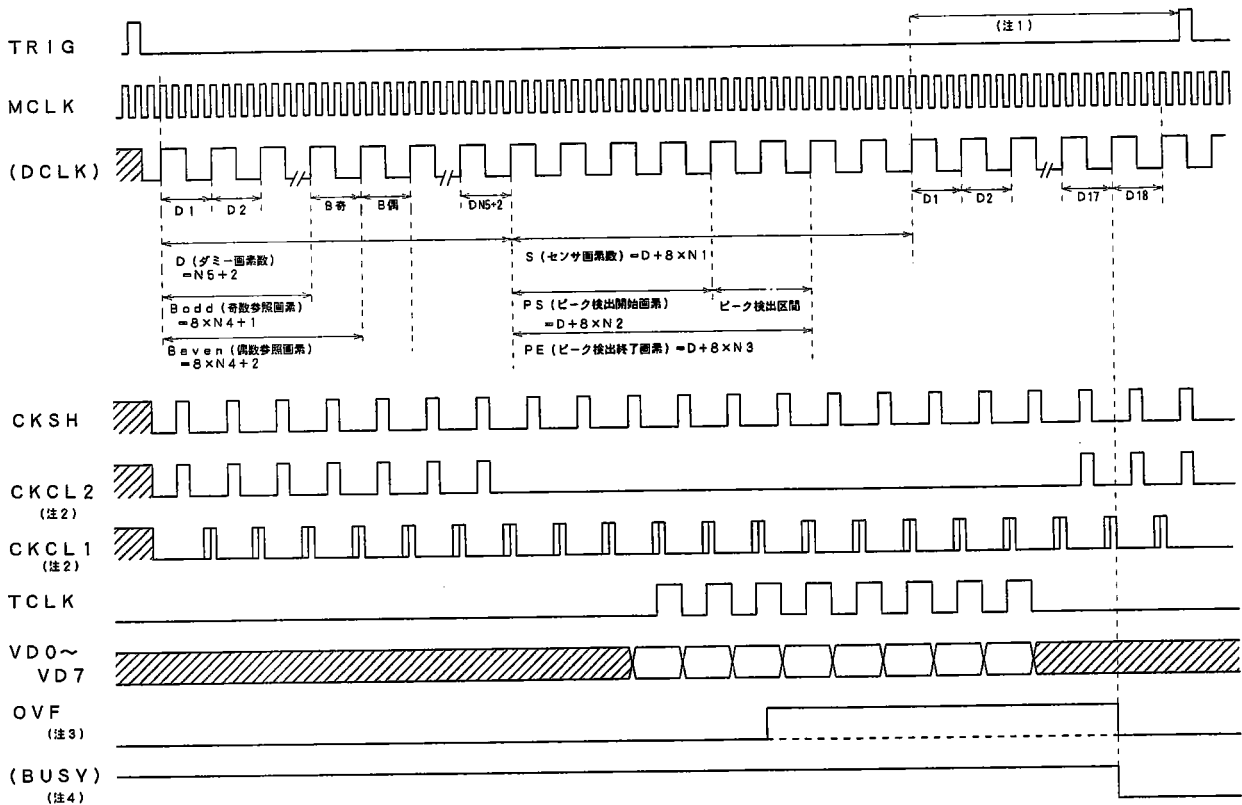 TRIG
(注1)
MCLK
(DCLK)
D1
D2
B奇
B偶
DN5+2
D1
D2
D17
D18
D(ダミー画素数)
=N5+2
S(センサ画素数)=D+8×N1
Bodd(奇数参照画素)
=8×N4+1
PS(ピーク検出開始画素)
=D+8×N2
ピーク検出区間
Beven(偶数参照画素)
=8×N4+2
PE(ピーク検出終了画素)=D+8×N3
CKSH
CKCL2
(注2)
CKCL1
(注2)
TCLK
VD0~
VD7
OVF
(注3)
(BUSY)
(注4)